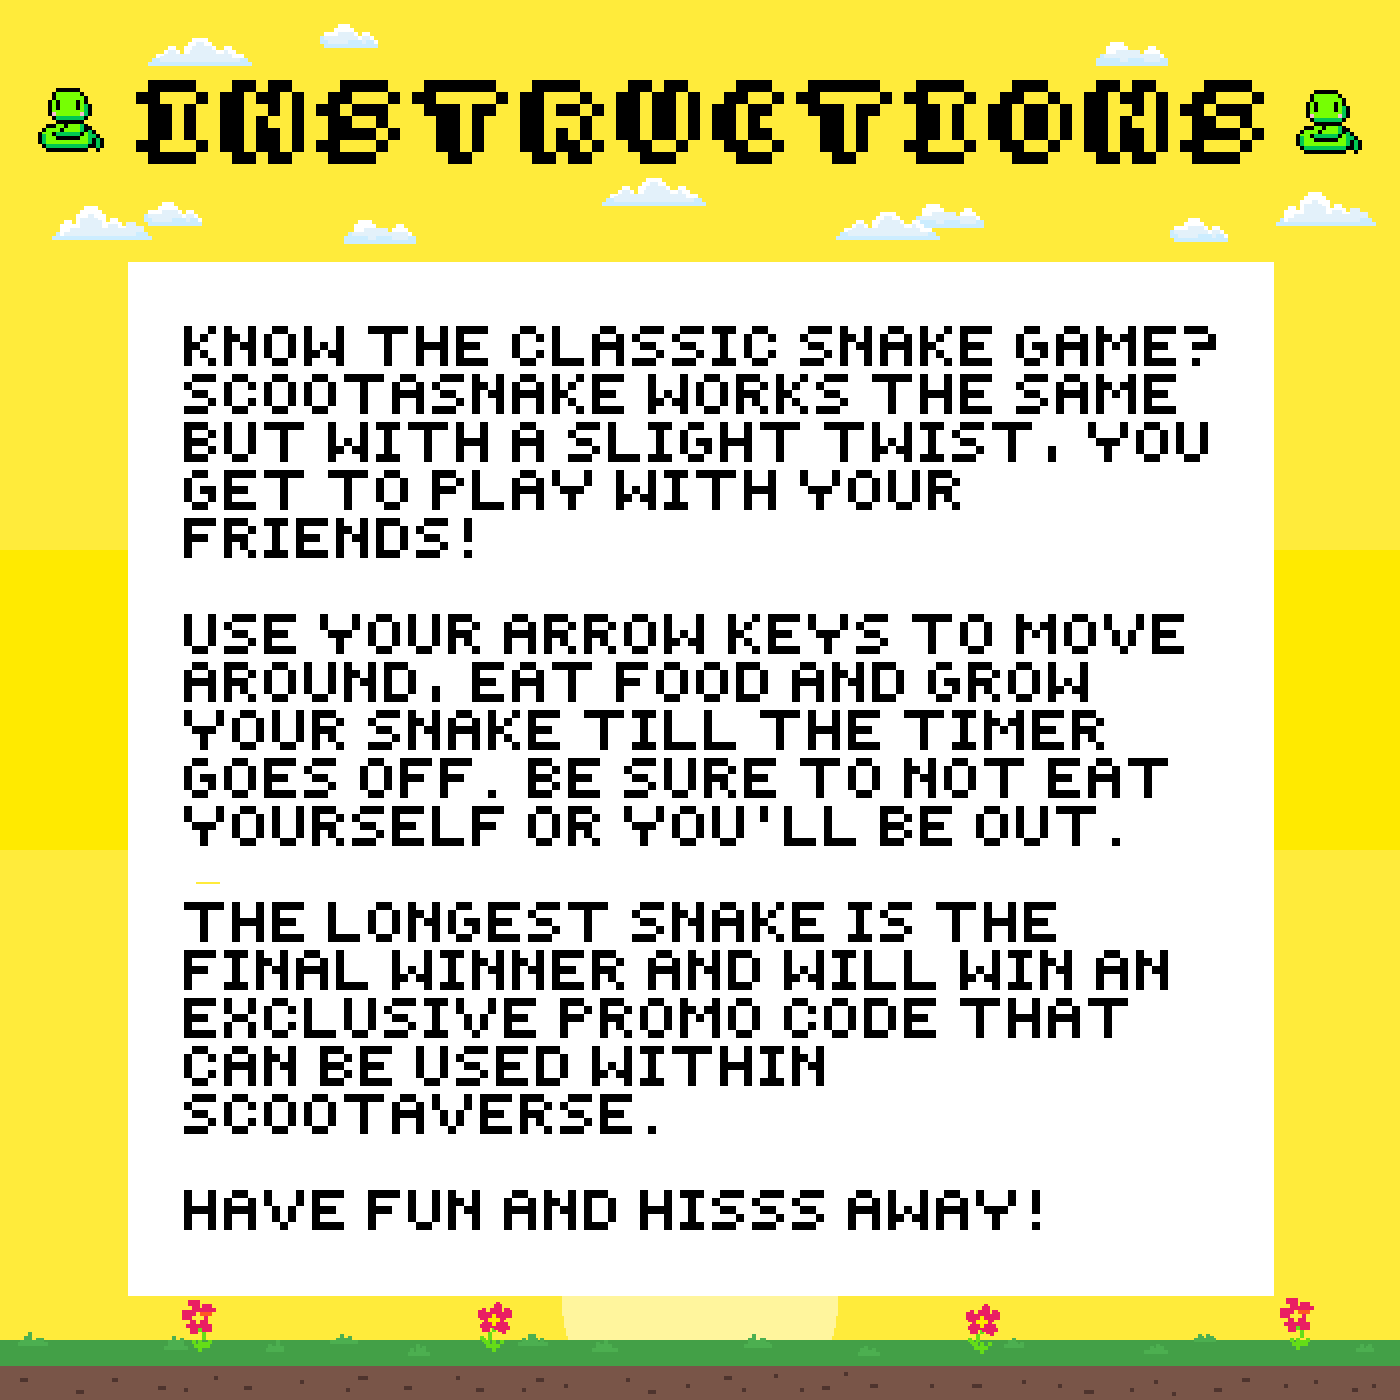 INSTRUCTIONS
KNOW THE CLASSIC SNAKE GAME?
SCOOTASNAKE WORKS THE SAME
BUT WITH A SLIGHT TWIST, YOU
GET TO PLAY WITH YOUR
FRIENDS!
USE YOUR ARROW KEYS TO MOVE
AROUND, EAT FOOD AND GROW
YOUR SNAKE TILL THE TIMER
GOES OFF. BE SURE TO NOT EAT
YOURSELF OR YOU'LL BE OUT.
THE LONGEST SNAKE IS THE
FINAL WINNER AND WILL WIN AN
EXCLUSIVE PROMO CODE THAT
CAN BE USED WITHIN
SCOOTAVERSE.
HAVE FUN AND HISSS AWAY!